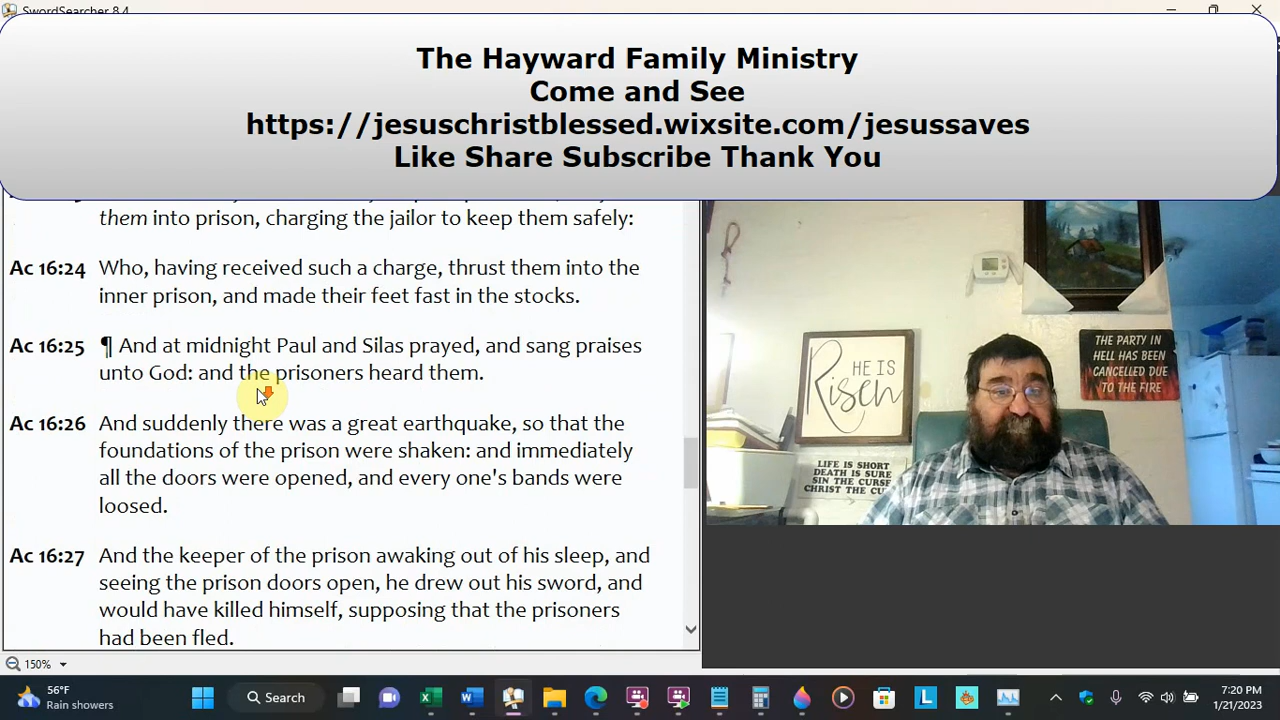 SwordSearcher 8.4
The Hayward Family Ministry
Come and See
https://jesuschristblessed.wixsite.com/jesussaves
Like Share Subscribe Thank You
them into prison, charging the jailor to keep them safely:
Ac 16:24 Who, having received such a charge, thrust them into the
inner prison, and made their feet fast in the stocks.
Ac 16:25 ¶ And at midnight Paul and Silas prayed, and sang praises
unto God: and the prisoners heard them.
Ac 16:26 And suddenly there was a great earthquake, so that the
foundations of the prison were shaken: and immediately
all the doors were opened, and every one's bands were
loosed.
Ac 16:27 And the keeper of the prison awaking out of his sleep, and
seeing the prison doors open, he drew out his sword, and
would have killed himself, supposing that the prisoners
had been fled.
150%
HE IS
Risen
THE PARTY IN
HELL HAS BEEN
CANCELLED DUE
TO THE FIRE
LIFE IS SHORT
DEATH IS SURE
SIN THE CURSE
CHRIST THE CU
56°F
Rain showers
Search
7:20 PM
1/21/2023